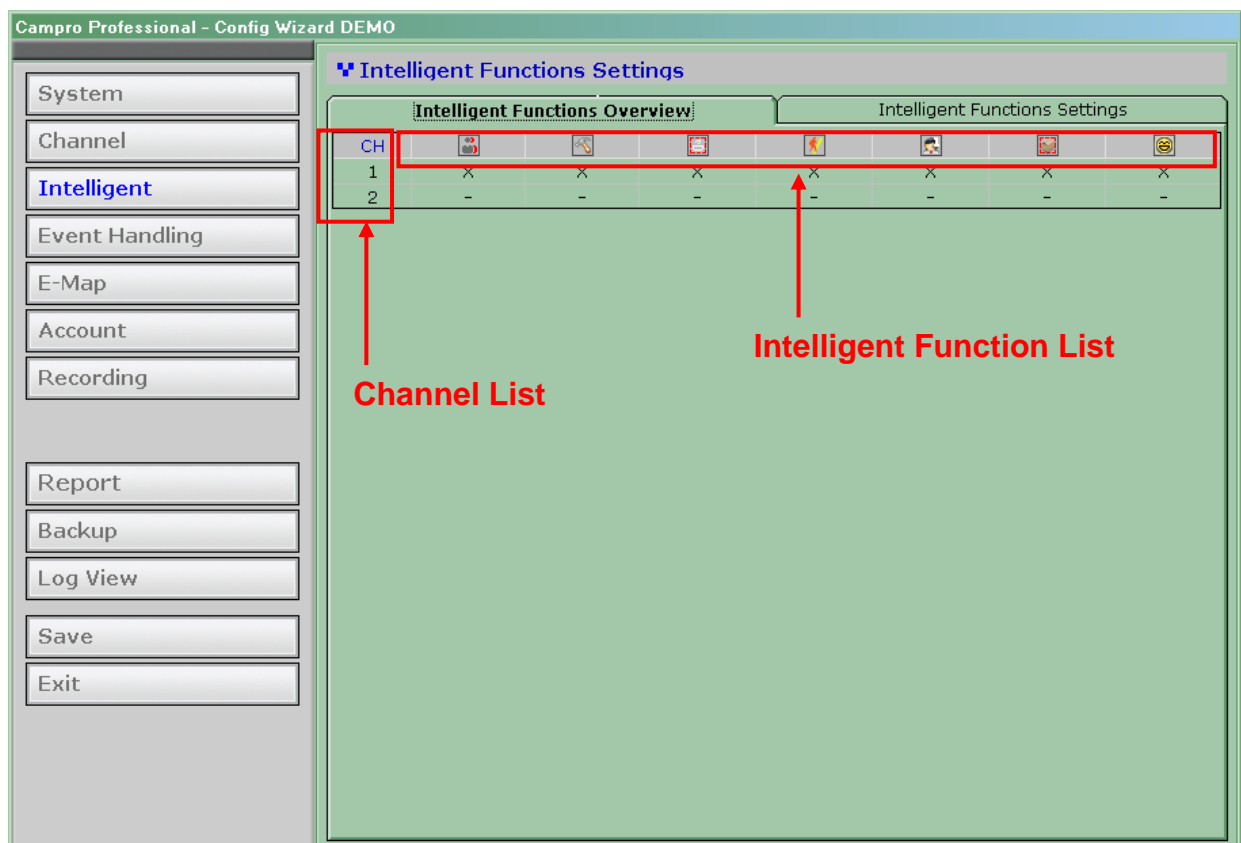 Campro Professional - Config Wizard DEMO
System
Channel
Intelligent
Event Handling
E-Map
Account
Recording
Report
Backup
Log View
Save
Exit
Intelligent Functions Settings
Intelligent Functions Overview Intelligent Functions Settings
CH
1 X X X X X X X
2 - - - - - - -
Intelligent Function List
Channel List